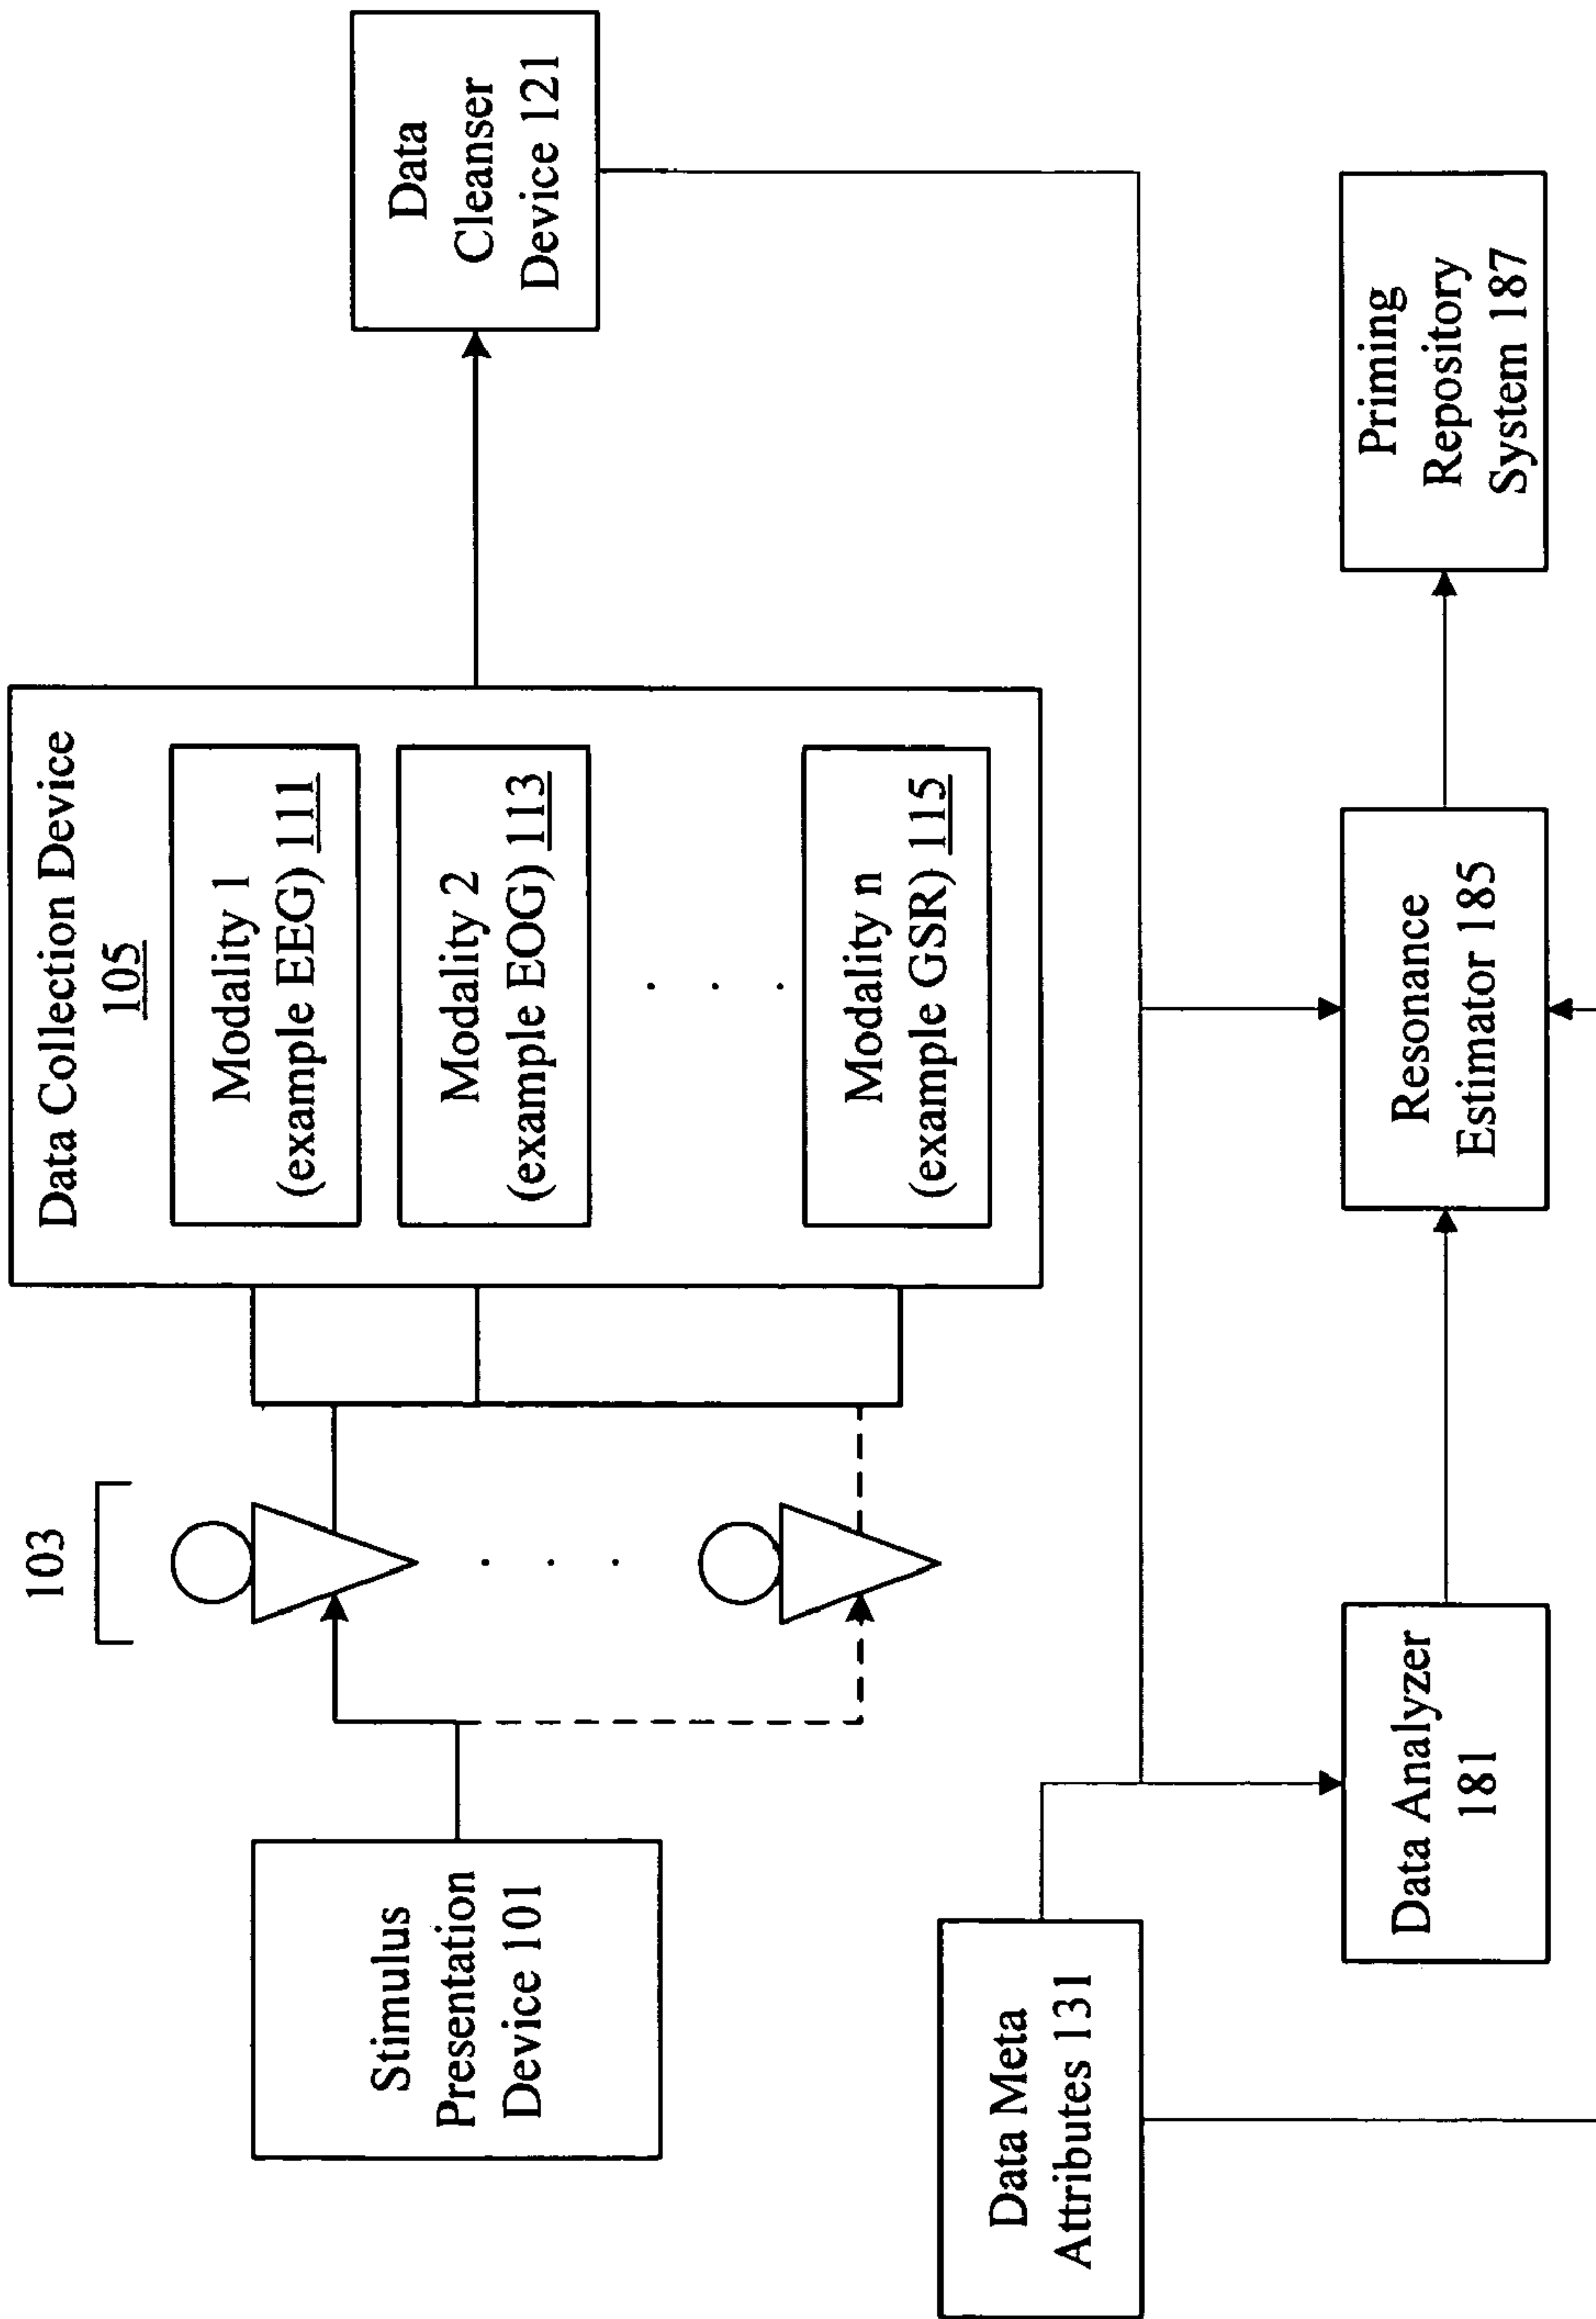 Stimulus
Presentation
Device 101
103
Data Collection Device
105
Modality 1
(example EEG) 111
Modality 2
(example EOG) 113
Modality n
(example GSR) 115
Data
Cleanser
Device 121
Data Meta
Attributes 131
Data Analyzer
181
Resonance
Estimator 185
Priming
Repository
System 187